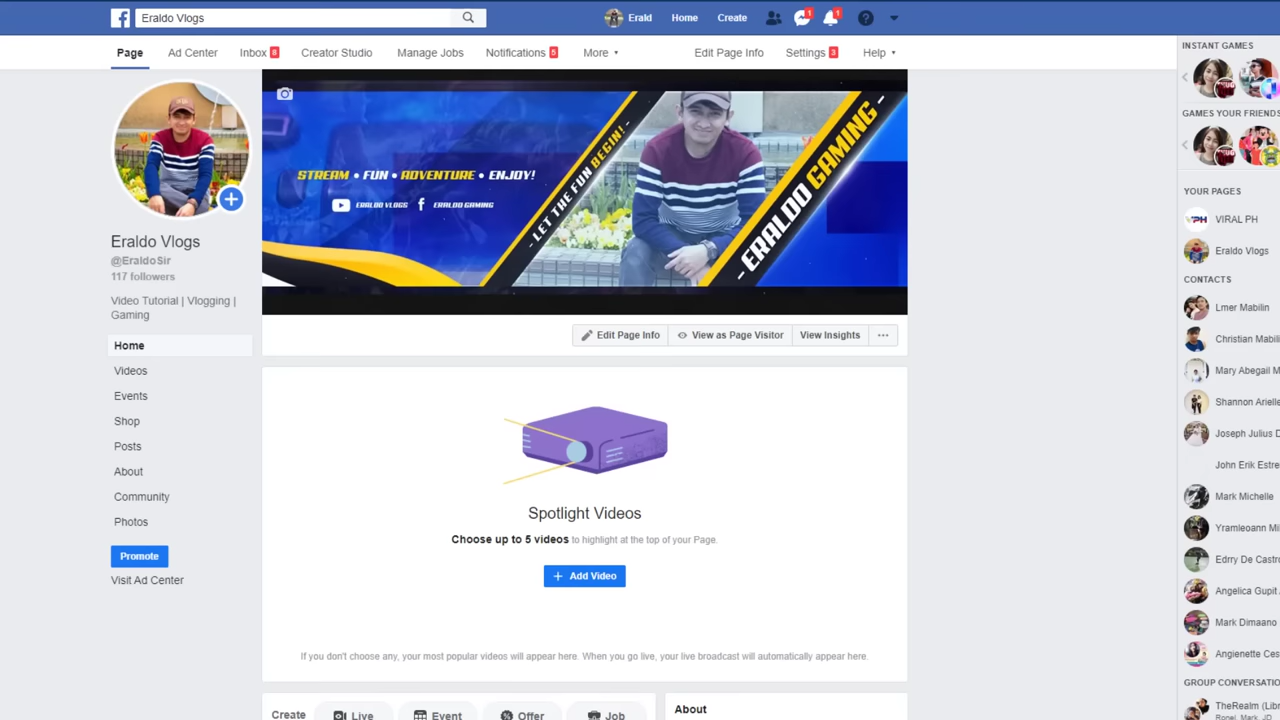 Eraldo Vlogs
Erald
Home
Create
1
1
Page
Ad Center
Inbox 8
Creator Studio
Manage Jobs
Notifications 5
More
Edit Page Info
Settings 3
Help
INSTANT GAMES
GAMES YOUR FRIENDS
YOUR PAGES
VIRAL PH
Eraldo Vlogs
CONTACTS
Lmer Mabilin
Christian Mabili
Mary Abegail M
Shannon Arielle
Joseph Julius D
John Erik Estre
Mark Michelle
Yramleoann Mi
Edrry De Castro
Angelica Gupit A
Mark Dimaano
Angienette Ces
GROUP CONVERSATIO
TheRealm (Libr
Eraldo Vlogs
@EraldoSir
117 followers
Video Tutorial | Vlogging |
Gaming
Home
Videos
Events
Shop
Posts
About
Community
Photos
Promote
Visit Ad Center
STREAM • FUN • ADVENTURE • ENJOY!
ERALDO VLOGS
ERALDO GAMING
- LET THE FUN BEGIN! -
- ERALDO GAMING -
Edit Page Info
View as Page Visitor
View Insights
Spotlight Videos
Choose up to 5 videos to highlight at the top of your Page.
+ Add Video
If you don't choose any, your most popular videos will appear here. When you go live, your live broadcast will automatically appear here.
Create
Live
Event
Offer
Job
About